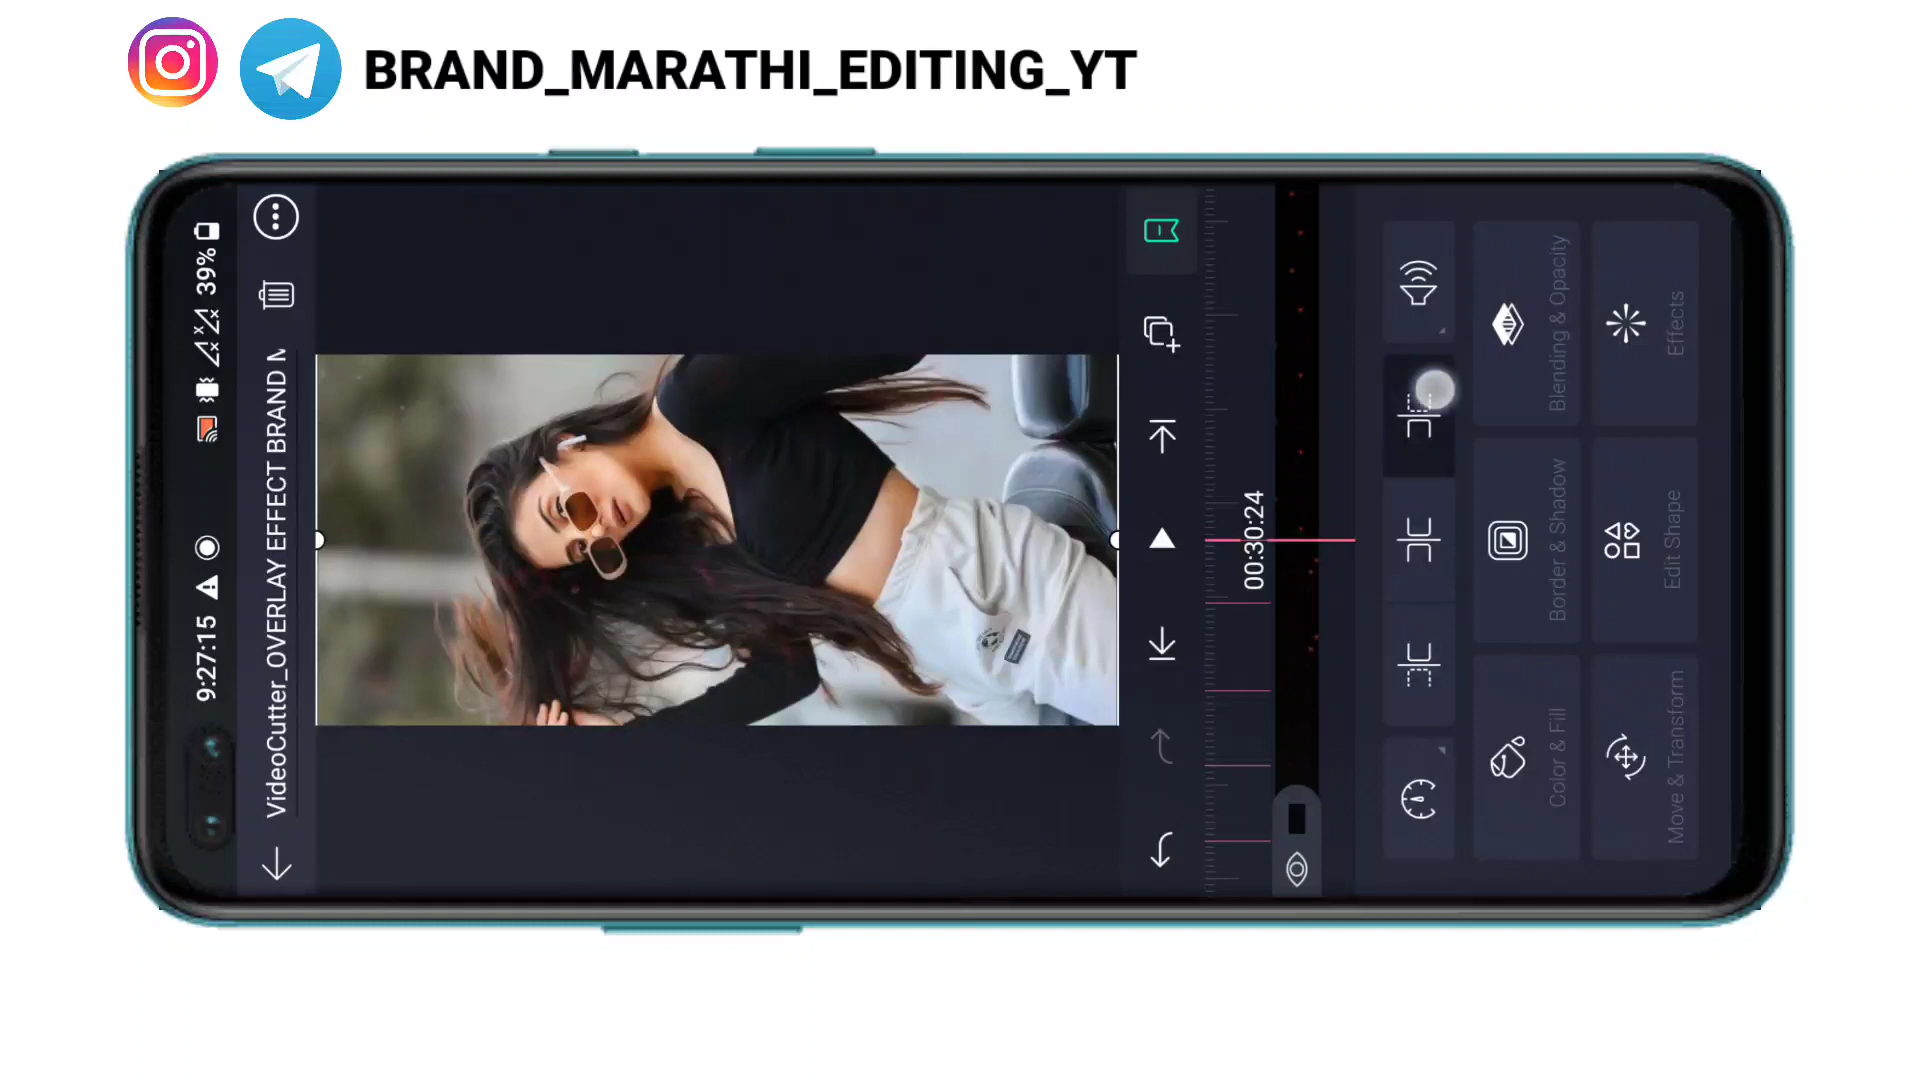 BRAND_MARATHI_EDITING_YT
9:27:15
39%
VideoCutter_OVERLAY EFFECT BRAND M
00:30:24
Color & Fill
Border & Shadow
Blending & Opacity
Move & Transform
Edit Shape
Effects